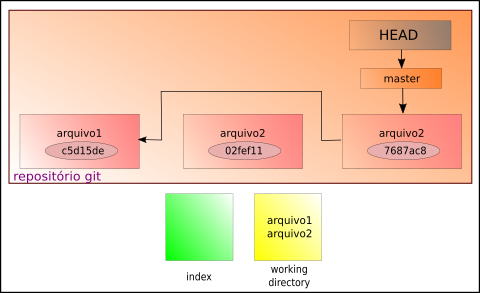 HEAD
master
arquivo1
c5d15de
arquivo2
02fef11
arquivo2
7687ac8
repositório git
arquivo1
arquivo2
index
working
directory